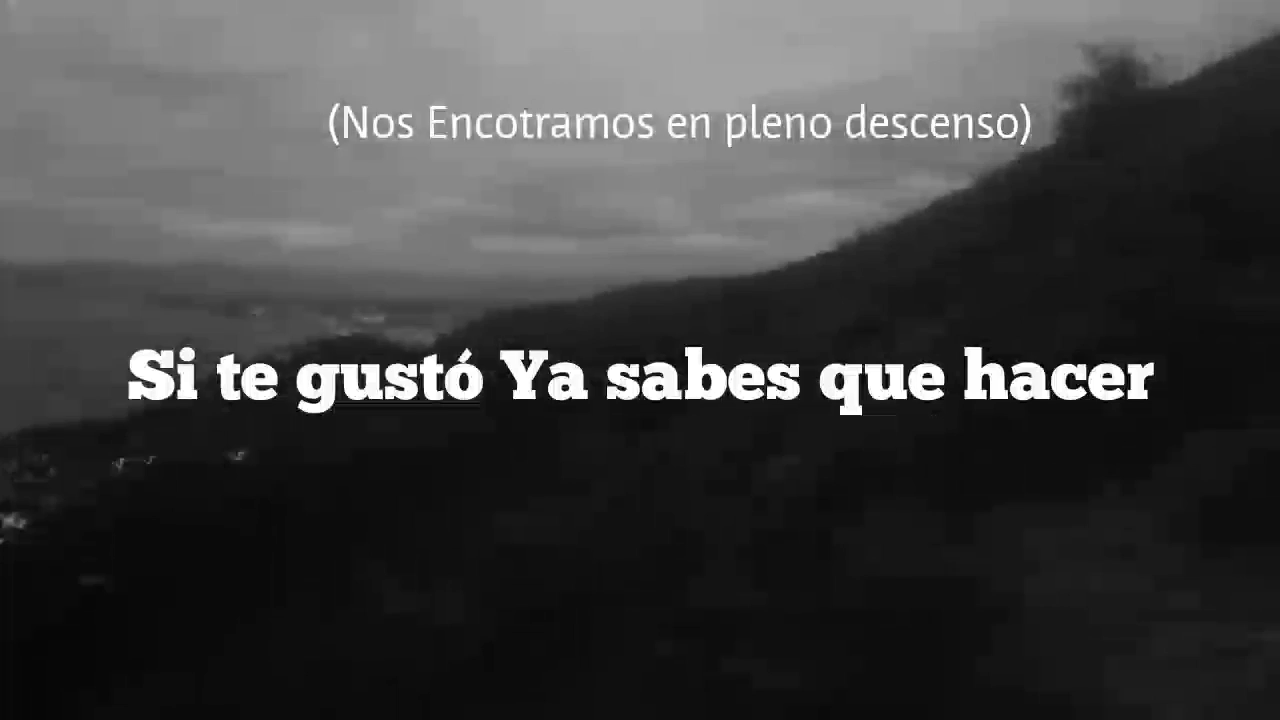 (Nos Encotramos en pleno descenso)
Si te gustó Ya sabes que hacer